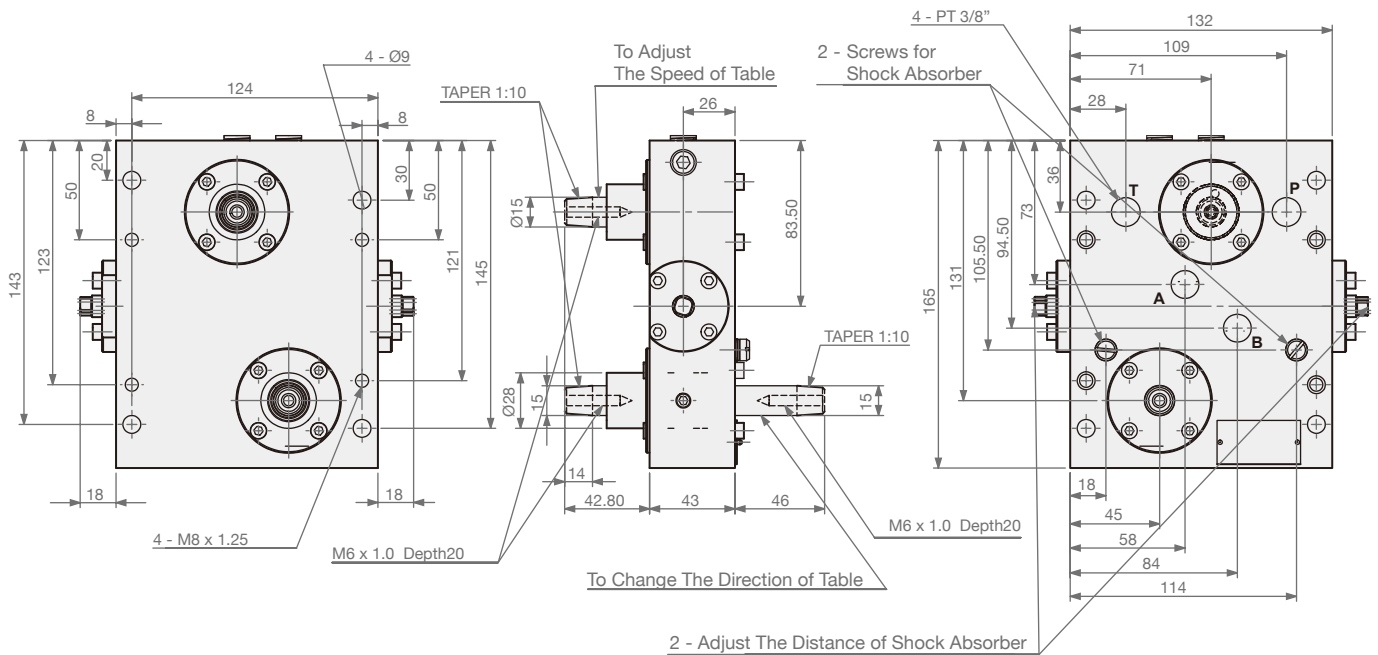 4 - Ø9
124
8
8
143
123
50
20
30
50
121
145
18
18
4 - M8 x 1.25
To Adjust
The Speed of Table
TAPER 1:10
26
Ø15
83.50
TAPER 1:10
Ø28
15
15
14
42.80
43
46
M6 x 1.0 Depth20
M6 x 1.0 Depth20
To Change The Direction of Table
4 - PT 3/8”
2 - Screws for
Shock Absorber
132
109
71
28
36
73
94.50
105.50
131
165
T
P
A
B
18
45
58
84
114
2 - Adjust The Distance of Shock Absorber